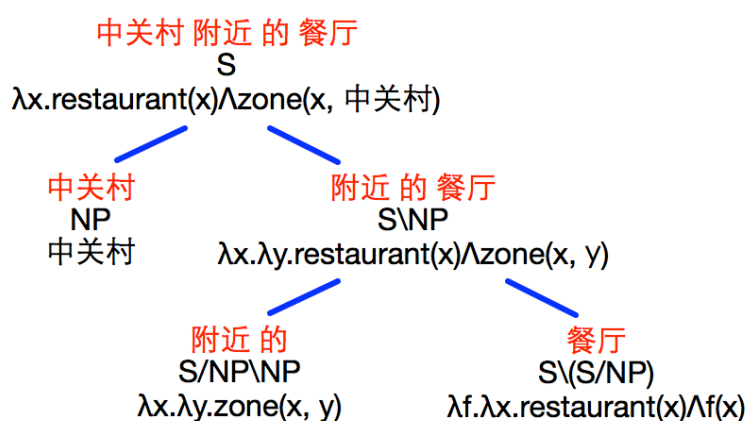 中关村 附近 的 餐厅
S
λx.restaurant(x)Λzone(x, 中关村)
中关村
NP
中关村
附近 的 餐厅
S\NP
λx.λy.restaurant(x)Λzone(x, y)
附近 的
S/NP\NP
λx.λy.zone(x, y)
餐厅
S\(S/NP)
λf.λx.restaurant(x)Λf(x)